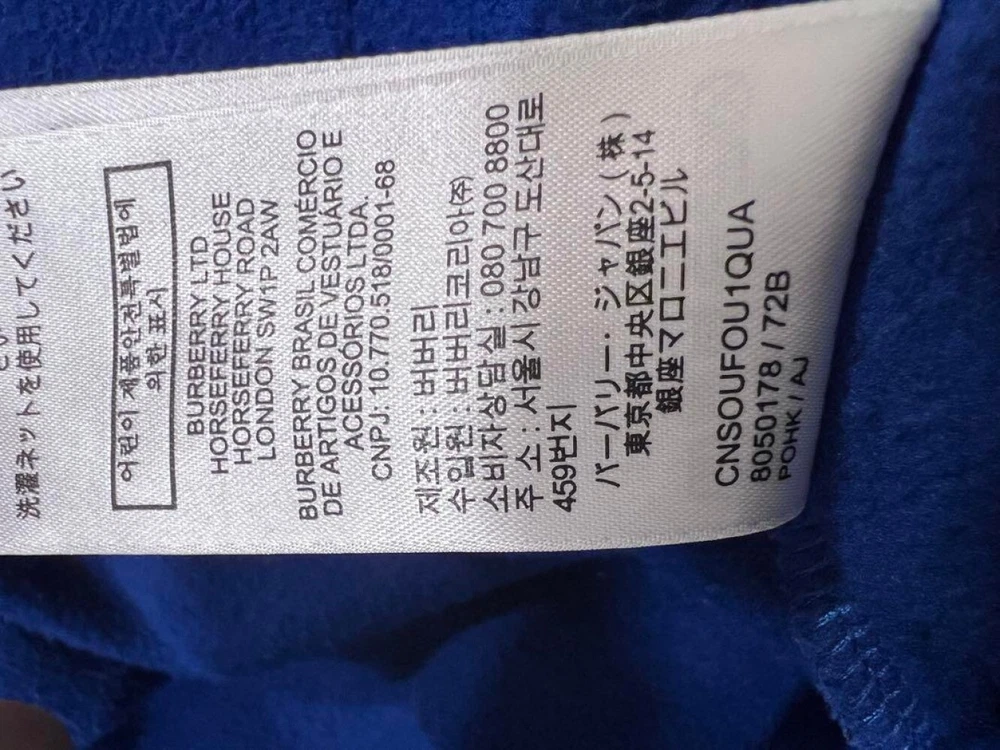 洗濯ネットを使用してください
어린이제품안전특별법에
의한 표시
BURBERRY LTD
HORSEFERRY HOUSE
HORSEFERRY ROAD
LONDON SW1P 2AW
BURBERRY BRASIL COMÉRCIO
DE ARTIGOS DE VESTUÁRIO E
ACESSÓRIOS LTDA.
CNPJ: 10.770.518/0001-68
제조원 : 버버리
수입원 : 버버리코리아(주)
소비자상담실 : 080 700 8800
주 소 : 서울시 강남구 도산대로
459번지
バーバリー・ジャパン(株)
東京都中央区銀座2-5-14
銀座マロニエビル
CNSOUFOU1QUA
8050178 / 72B
POHK / AJ